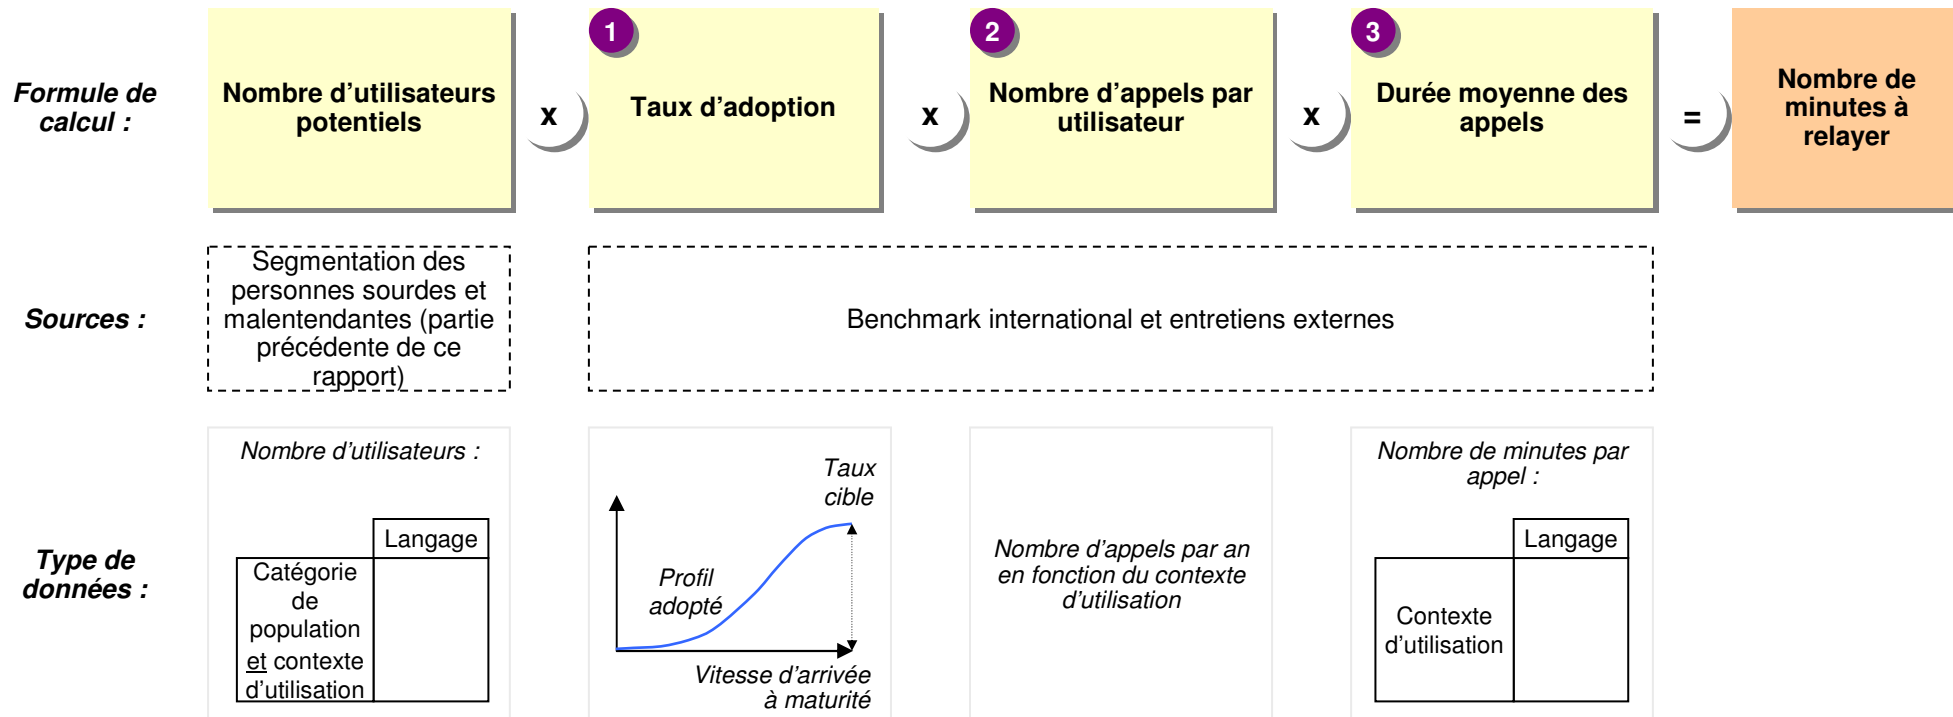 Formule de
calcul :
Nombre d’utilisateurs
potentiels
x
1
Taux d’adoption
x
2
Nombre d’appels par
utilisateur
x
3
Durée moyenne des
appels
=
Nombre de
minutes à
relayer
Sources :
Segmentation des
personnes sourdes et
malentendantes (partie
précédente de ce
rapport)
Benchmark international et entretiens externes
Type de
données :
Nombre d’utilisateurs :
Langage
Catégorie
de
population
et contexte
d’utilisation
Taux
cible
Profil
adopté
Vitesse d’arrivée
à maturité
Nombre d’appels par an
en fonction du contexte
d’utilisation
Nombre de minutes par
appel :
Langage
Contexte
d’utilisation